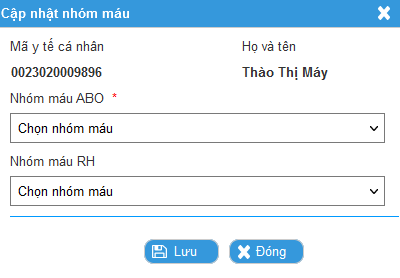 Cập nhật nhóm máu
Mã y tế cá nhân Họ và tên
0023020009896 Thào Thị Máy
Nhóm máu ABO *
Chọn nhóm máu
Nhóm máu RH
Chọn nhóm máu
Lưu Đóng